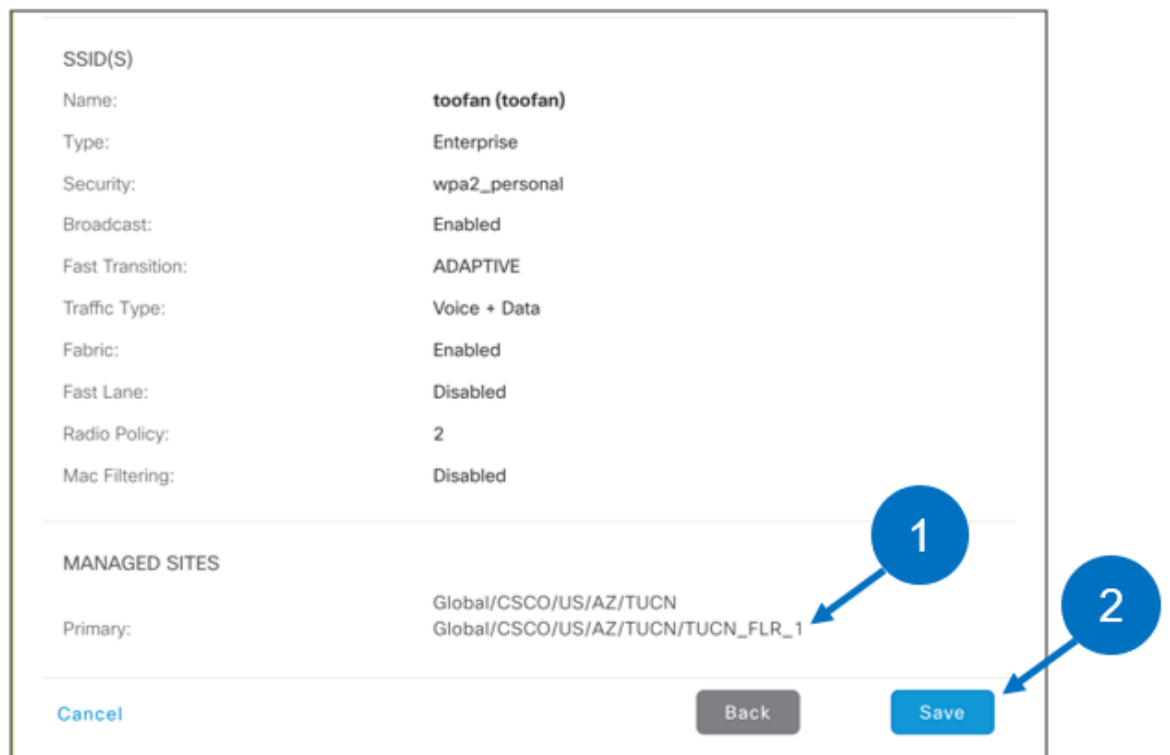 SSID(S)
Name: toofan (toofan)
Type: Enterprise
Security: wpa2_personal
Broadcast: Enabled
Fast Transition: ADAPTIVE
Traffic Type: Voice + Data
Fabric: Enabled
Fast Lane: Disabled
Radio Policy: 2
Mac Filtering: Disabled
1
MANAGED SITES
Global/CSCO/US/AZ/TUCN
2
Primary: Global/CSCO/US/AZ/TUCN/TUCN_FLR_1
Cancel Back Save